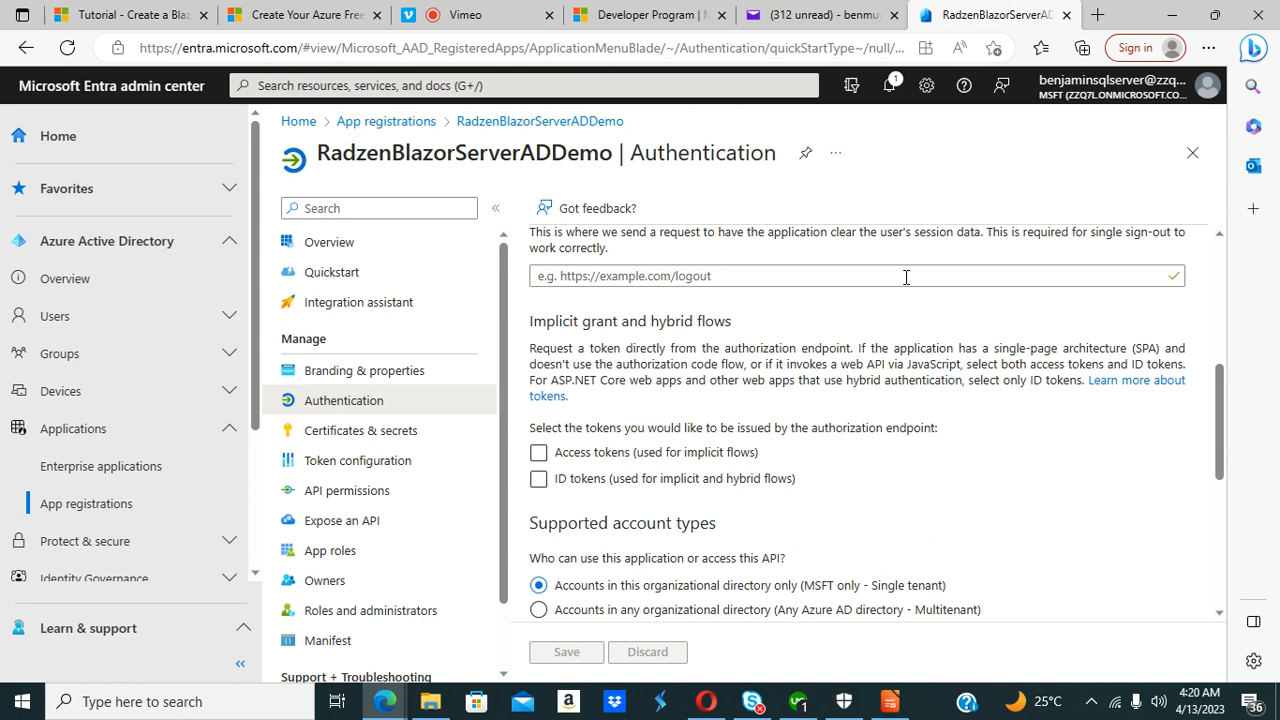 Tutorial - Create a Blaz
Create Your Azure Free
Vimeo
Developer Program | M
(312 unread) - benmuy
RadzenBlazorServerAD
https://entra.microsoft.com/#view/Microsoft_AAD_RegisteredApps/ApplicationMenuBlade/~/Authentication/quickStartType~/null/...
Sign in
Microsoft Entra admin center
Search resources, services, and docs (G+/)
1
benjaminsqlserver@zzq...
MSFT (ZZQ7L.ONMICROSOFT.CO...
Home
Favorites
Azure Active Directory
Overview
Users
Groups
Devices
Applications
Enterprise applications
App registrations
Protect & secure
Identity Governance
Learn & support
Home > App registrations > RadzenBlazorServerADDemo
RadzenBlazorServerADDemo | Authentication
Search
Overview
Quickstart
Integration assistant
Manage
Branding & properties
Authentication
Certificates & secrets
Token configuration
API permissions
Expose an API
App roles
Owners
Roles and administrators
Manifest
Support + Troubleshooting
Got feedback?
This is where we send a request to have the application clear the user's session data. This is required for single sign-out to
work correctly.
e.g. https://example.com/logout
Implicit grant and hybrid flows
Request a token directly from the authorization endpoint. If the application has a single-page architecture (SPA) and
doesn't use the authorization code flow, or if it invokes a web API via JavaScript, select both access tokens and ID tokens.
For ASP.NET Core web apps and other web apps that use hybrid authentication, select only ID tokens. Learn more about
tokens.
Select the tokens you would like to be issued by the authorization endpoint:
Access tokens (used for implicit flows)
ID tokens (used for implicit and hybrid flows)
Supported account types
Who can use this application or access this API?
Accounts in this organizational directory only (MSFT only - Single tenant)
Accounts in any organizational directory (Any Azure AD directory - Multitenant)
Save
Discard
Type here to search
25°C
4:20 AM
4/13/2023
36